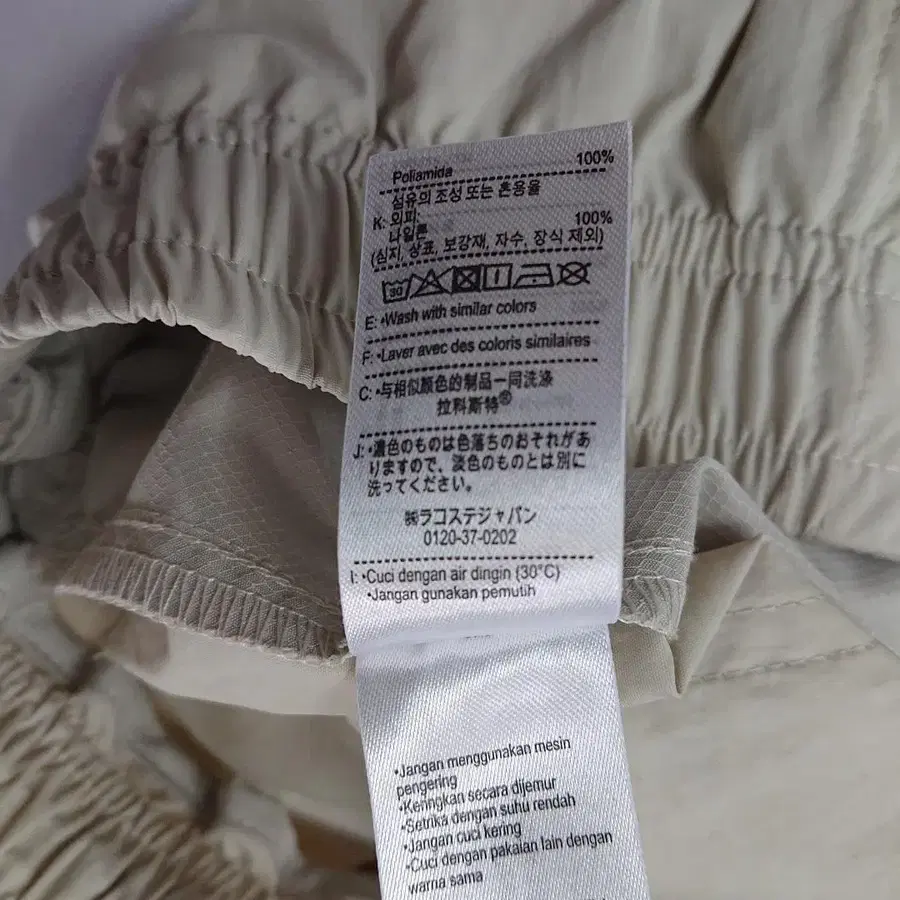 Poliamida 100%
섬유의 조성 또는 혼용율
K: 외피:
나일론 100%
(심지, 상표, 보강재, 자수, 장식 제외)
30
E: •Wash with similar colors
F: •Laver avec des coloris similaires
C: •与相似颜色的制品一同洗涤
拉科斯特®
J: •濃色のものは色落ちのおそれがあ
りますので、淡色のものとは別に
洗ってください。
㈱ラコステジャパン
0120-37-0202
I: •Cuci dengan air dingin (30°C)
•Jangan gunakan pemutih
•Jangan menggunakan mesin
pengering
•Keringkan secara dijemur
•Setrika dengan suhu rendah
•Jangan cuci kering
•Cuci dengan pakaian lain dengan
warna sama